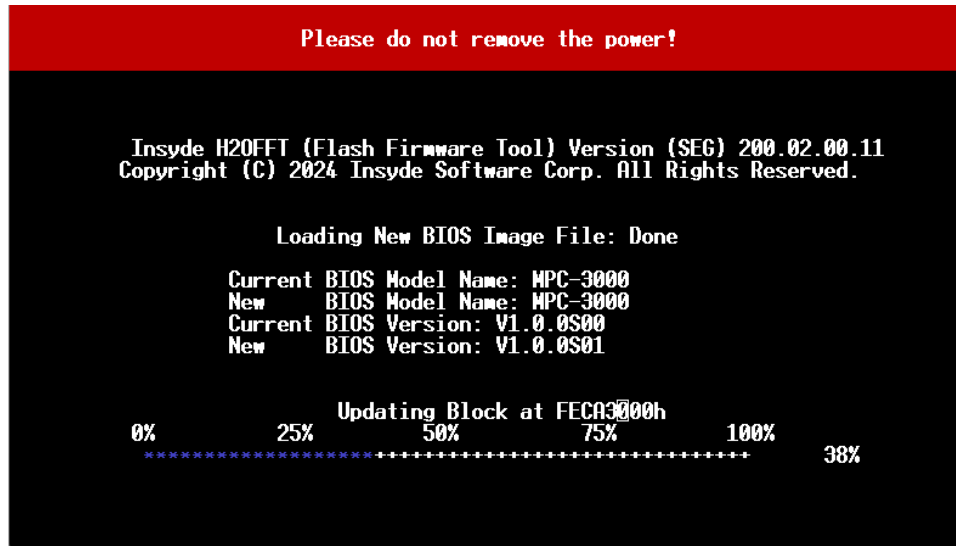 Please do not remove the power!
Insyde H2OFFT (Flash Firmware Tool) Version (SEG) 200.02.00.11
Copyright (C) 2024 Insyde Software Corp. All Rights Reserved.
Loading New BIOS Image File: Done
Current BIOS Model Name: MPC-3000
New BIOS Model Name: MPC-3000
Current BIOS Version: V1.0.0S00
New BIOS Version: V1.0.0S01
Updating Block at FECA3000h
0% 25% 50% 75% 100%
38%